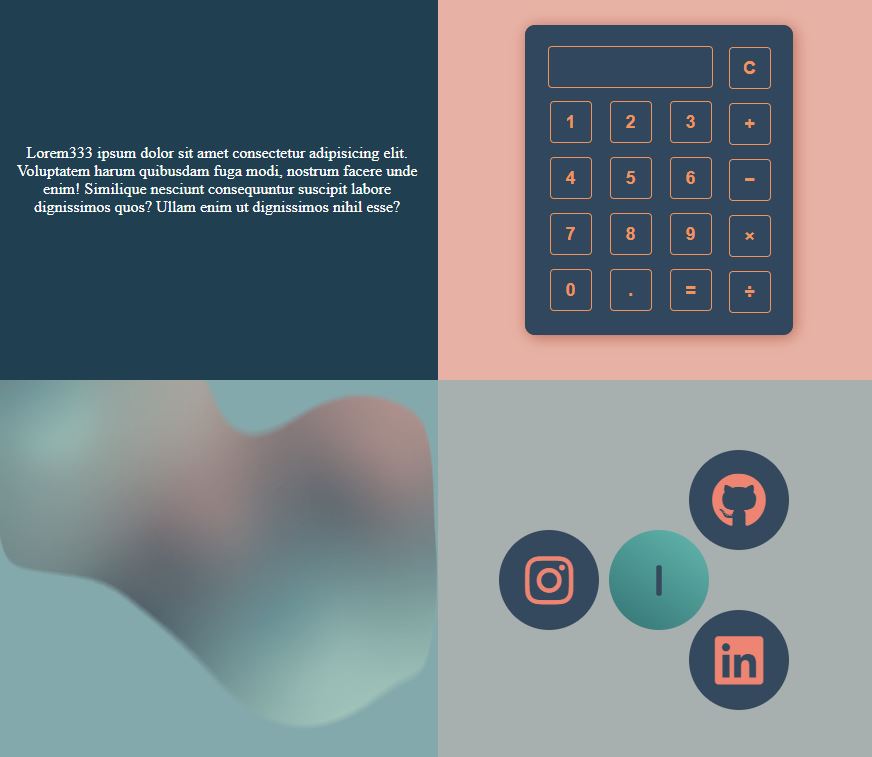 Lorem333 ipsum dolor sit amet consectetur adipisicing elit.
Voluptatem harum quibusdam fuga modi, nostrum facere unde
enim! Similique nesciunt consequuntur suscipit labore
dignissimos quos? Ullam enim ut dignissimos nihil esse?
C
1 2 3 +
4 5 6 −
7 8 9 ×
0 . = ÷
in